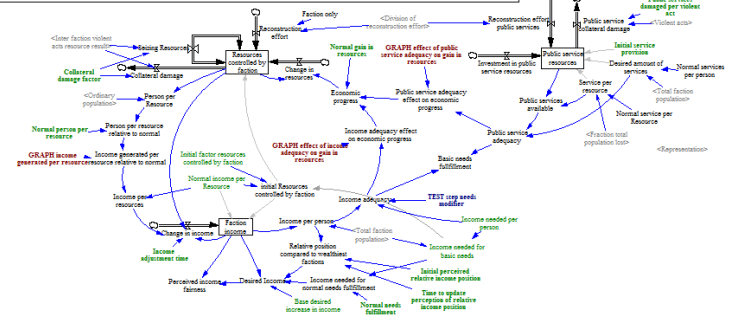 Public service
damaged per violent
act
Faction only
<Division of
reconstruction effort>
Reconstruction
effort
Reconstruction effort
public services
Public service
collateral damage
<Violent acts>
<Inter faction violent
acts resource results>
Seizing Resources
Collateral
damage factor
Collateral damage
Resources
controlled by
faction
Change in
resources
Normal gain in
resources
GRAPH effect of public
service adequacy on gain in
resources
Investment in public
service resources
Public service
resources
Initial service
provision
Desired amount of
services
Normal services
per person
<Total faction
population>
Service per
resource
Normal service per
Resource
<Ordinary
population>
Person per
Resource
Economic
progress
Public service adequacy
effect on economic
progress
Public services
available
Normal person per
resource
Person per resource
relative to normal
Income adequacy effect
on economic progress
Public service
adequacy
<Fraction total
population lost>
<Representation>
GRAPH income
generated per resource
Income generated per
resource relative to normal
Initial factor resources
controlled by faction
GRAPH effect of income
adequacy on gain in
resources
Basic needs
fulfillment
Normal income per
Resource
initial Resources
controlled by faction
Income per
resources
Income adequacy
TEST step needs
modifier
Change in income
Faction
income
Income per person
<Total faction
population>
Income needed per
person
Income
adjustment time
Relative position
compared to wealthiest
factions
Income needed for
basic needs
Perceived income
fairness
Desired Income
Income needed for
normal needs fulfillment
Initial perceived
relative income position
Base desired
increase in income
Normal needs
fulfillment
Time to update
perception of relative
income position